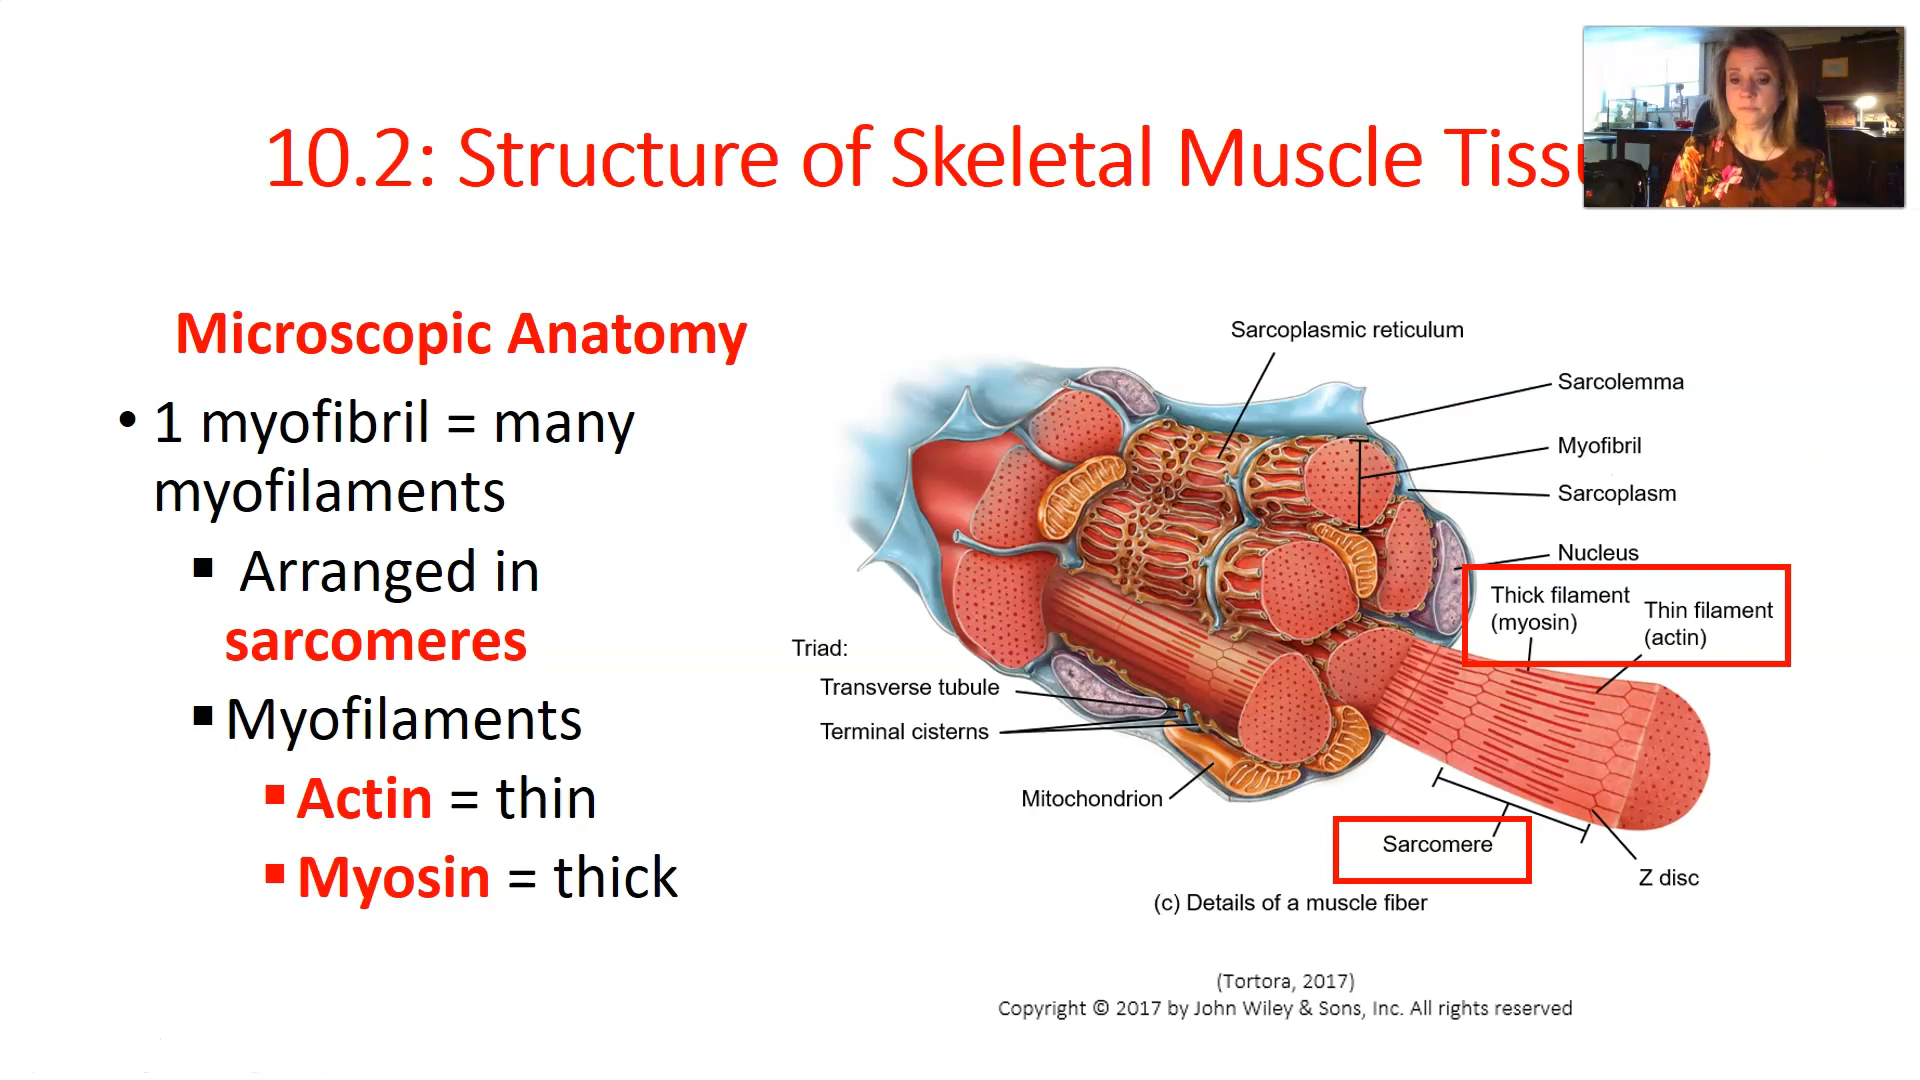 10.2: Structure of Skeletal Muscle
Microscopic Anatomy
• 1 myofibril = many
myofilaments
▪ Arranged in
sarcomeres
▪ Myofilaments
▪ Actin = thin
▪ Myosin = thick
Sarcoplasmic reticulum
Sarcolemma
Myofibril
Sarcoplasm
Nucleus
Thick filament
(myosin)
Thin filament
(actin)
Triad:
Transverse tubule
Terminal cisterns
Mitochondrion
Sarcomere
Z disc
(c) Details of a muscle fiber
(Tortora, 2017)
Copyright © 2017 by John Wiley & Sons, Inc. All rights reserved